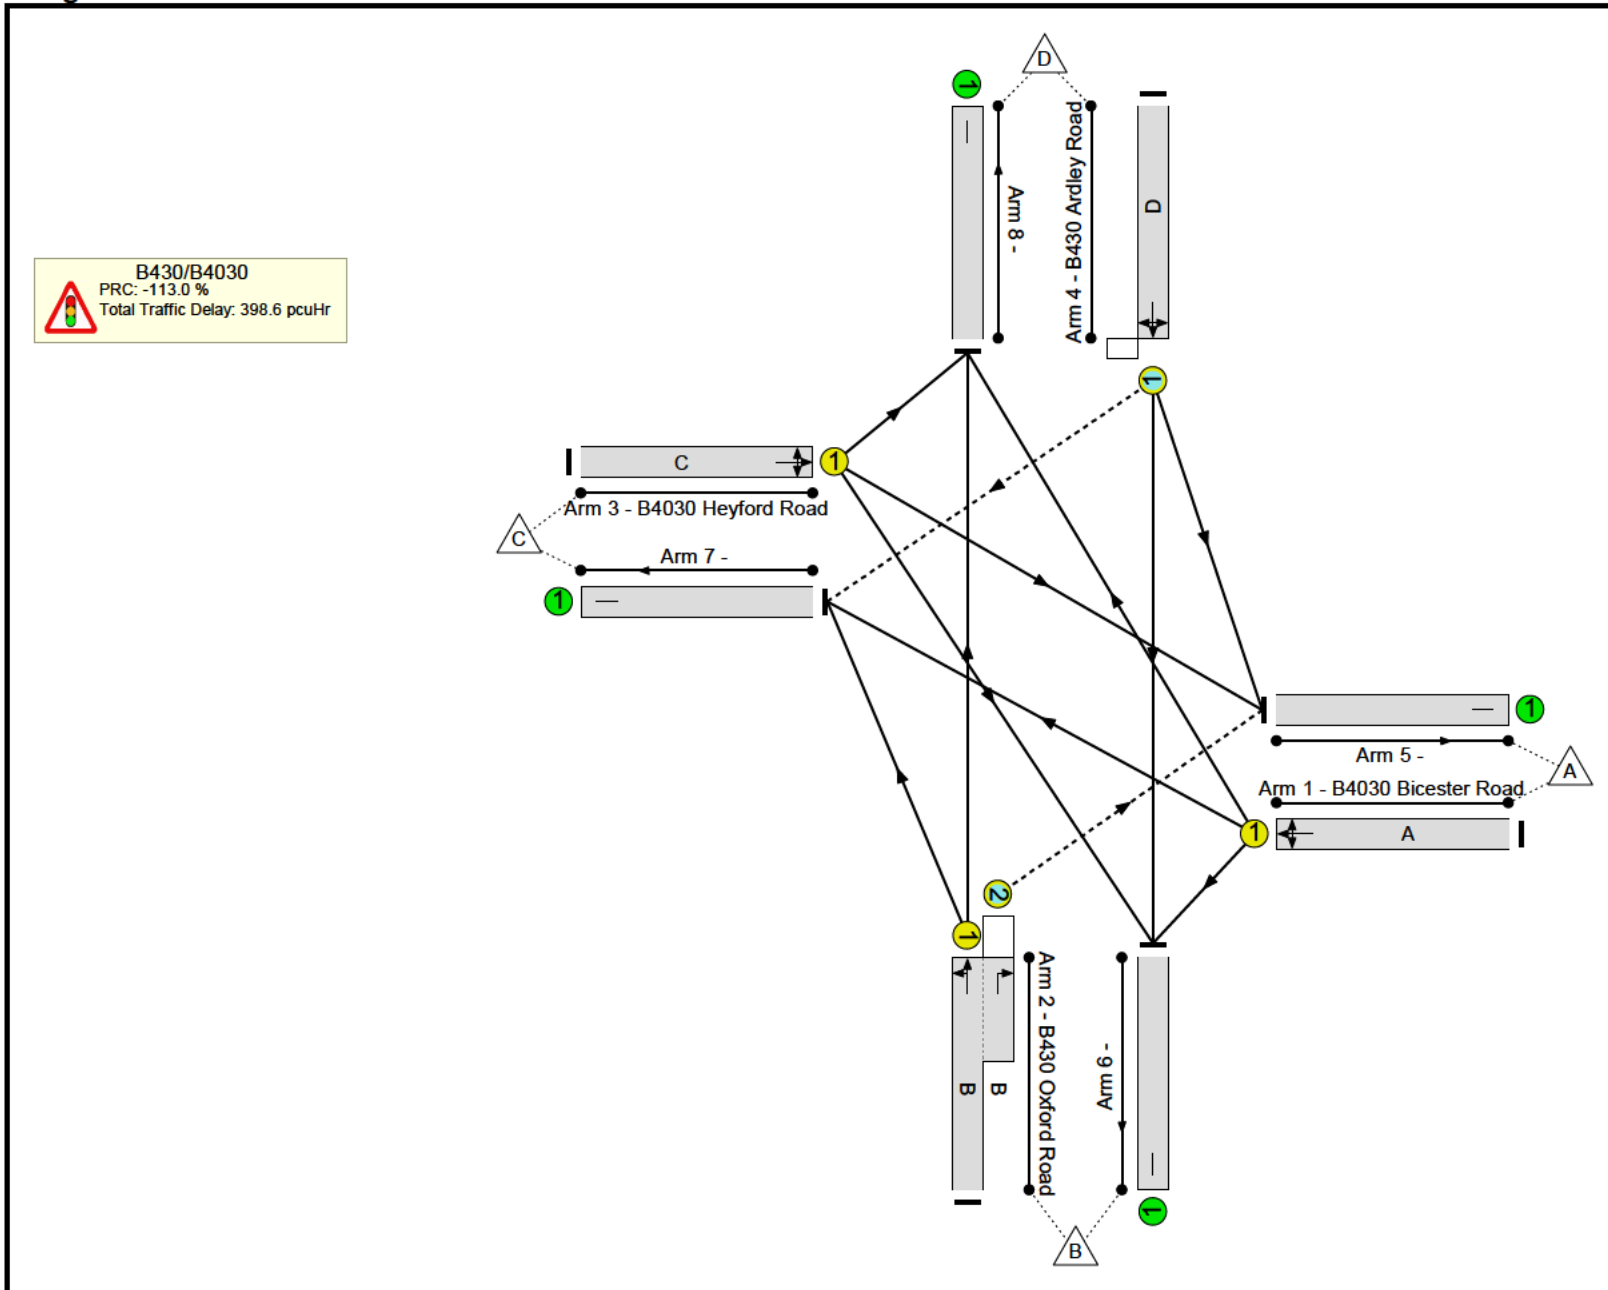 D
1
Arm 8 -
Arm 4 - B430 Ardley Road
D
B430/B4030
PRC: -113.0 %
Total Traffic Delay: 398.6 pcuHr
1
C
1
Arm 3 - B4030 Heyford Road
C
Arm 7 -
1
1
Arm 5 -
A
Arm 1 - B4030 Bicester Road
1
A
2
1
Arm 2 - B430 Oxford Road
Arm 6 -
B
B
1
B